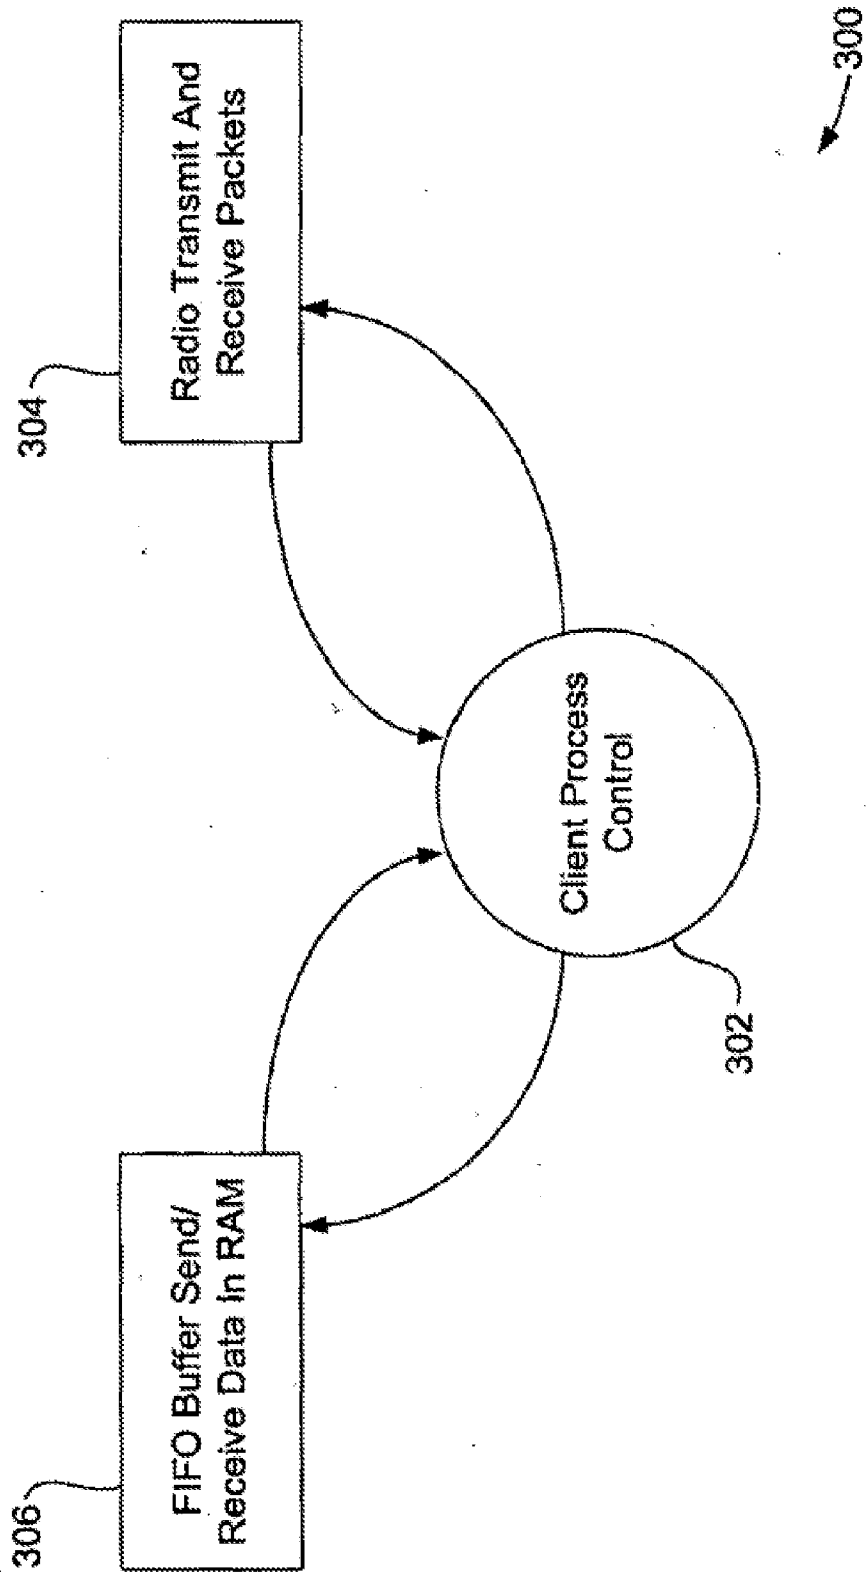 306
FIFO Buffer Send/
Receive Data In RAM
304
Radio Transmit And
Receive Packets
Client Process
Control
302
300